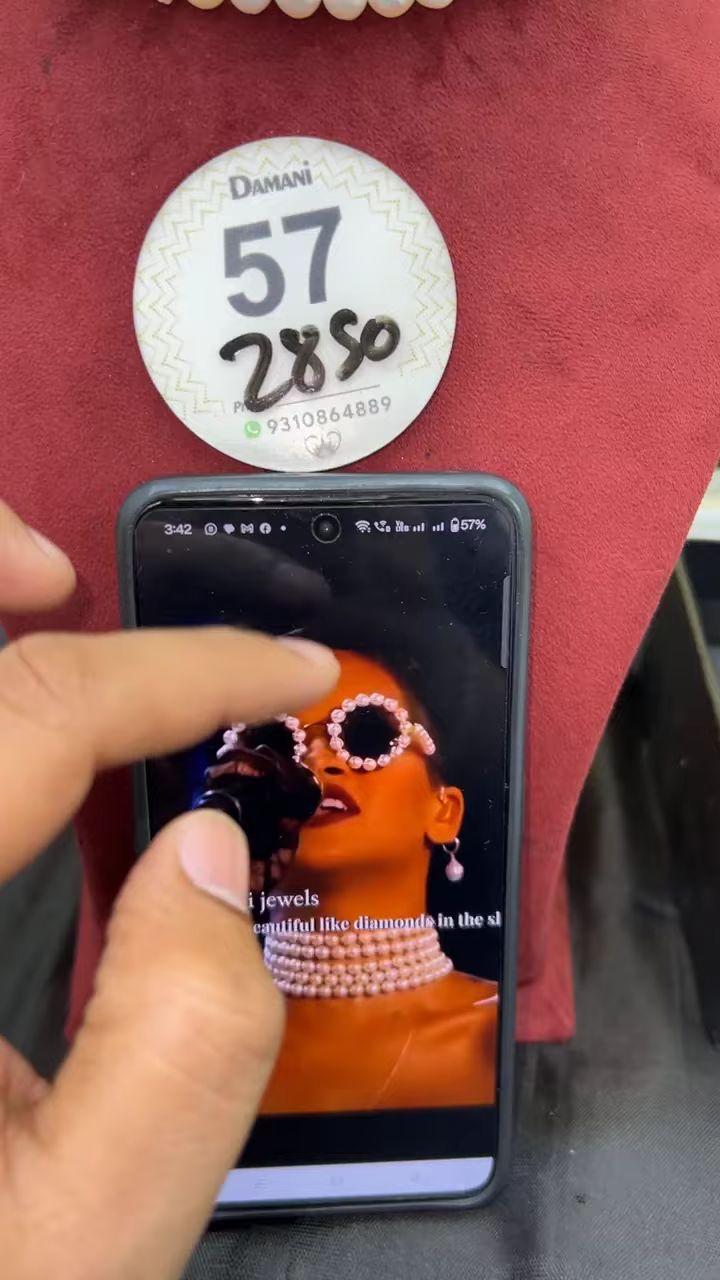 DAMANi
57
2850
9310864889
3:42
57%
i jewels
eautiful like diamonds in the sl